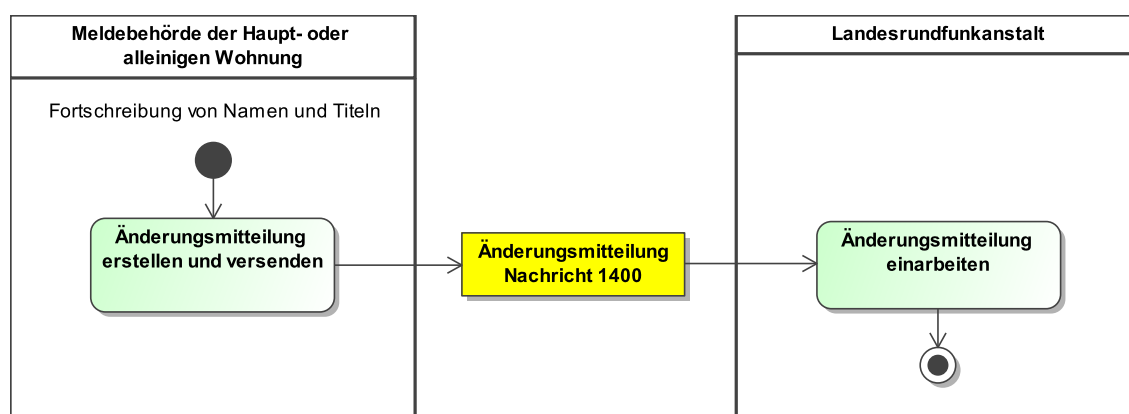 Meldebehörde der Haupt- oder
alleinigen Wohnung
Landesrundfunkanstalt
Fortschreibung von Namen und Titeln
Änderungsmitteilung
erstellen und versenden
Änderungsmitteilung
Nachricht 1400
Änderungsmitteilung
einarbeiten